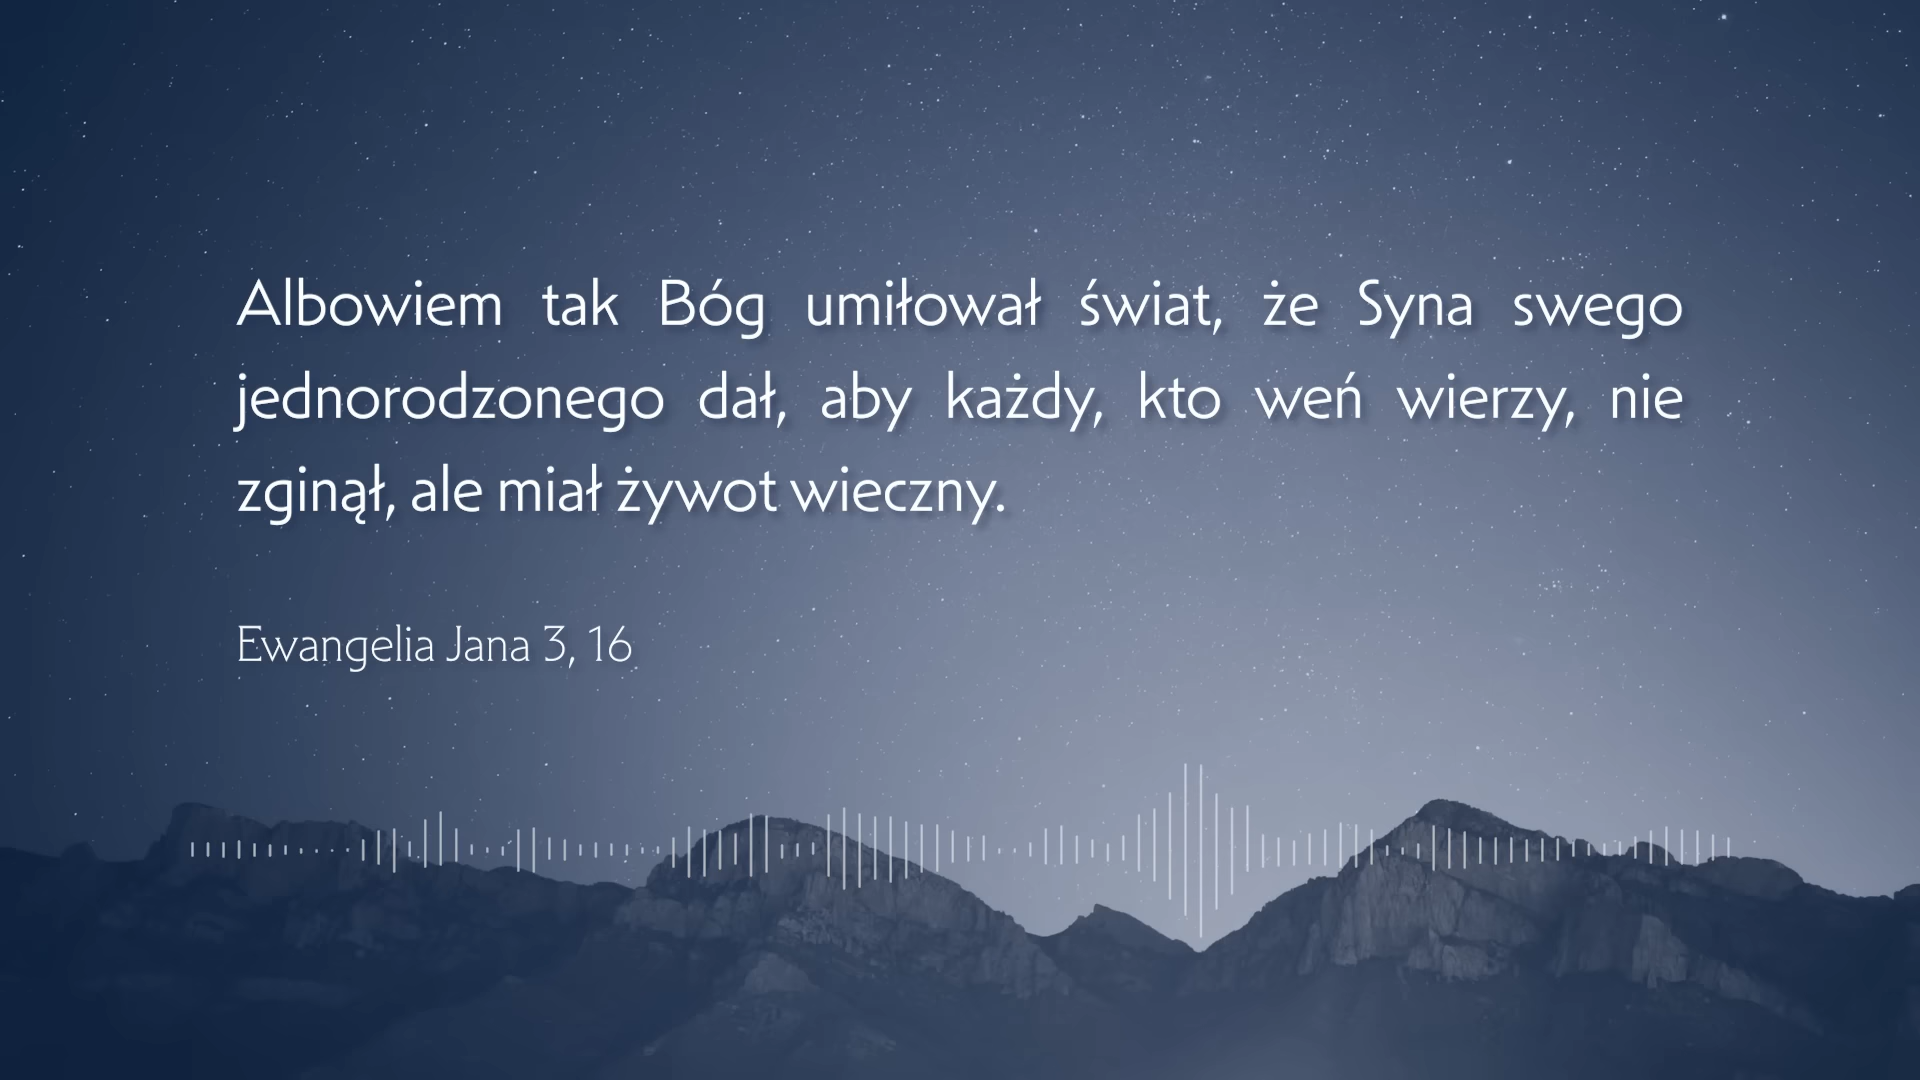 Albowiem tak Bóg umiłował świat, że Syna swego
jednorodzonego dał, aby każdy, kto weń wierzy, nie
zginął, ale miał żywot wieczny.
Ewangelia Jana 3, 16